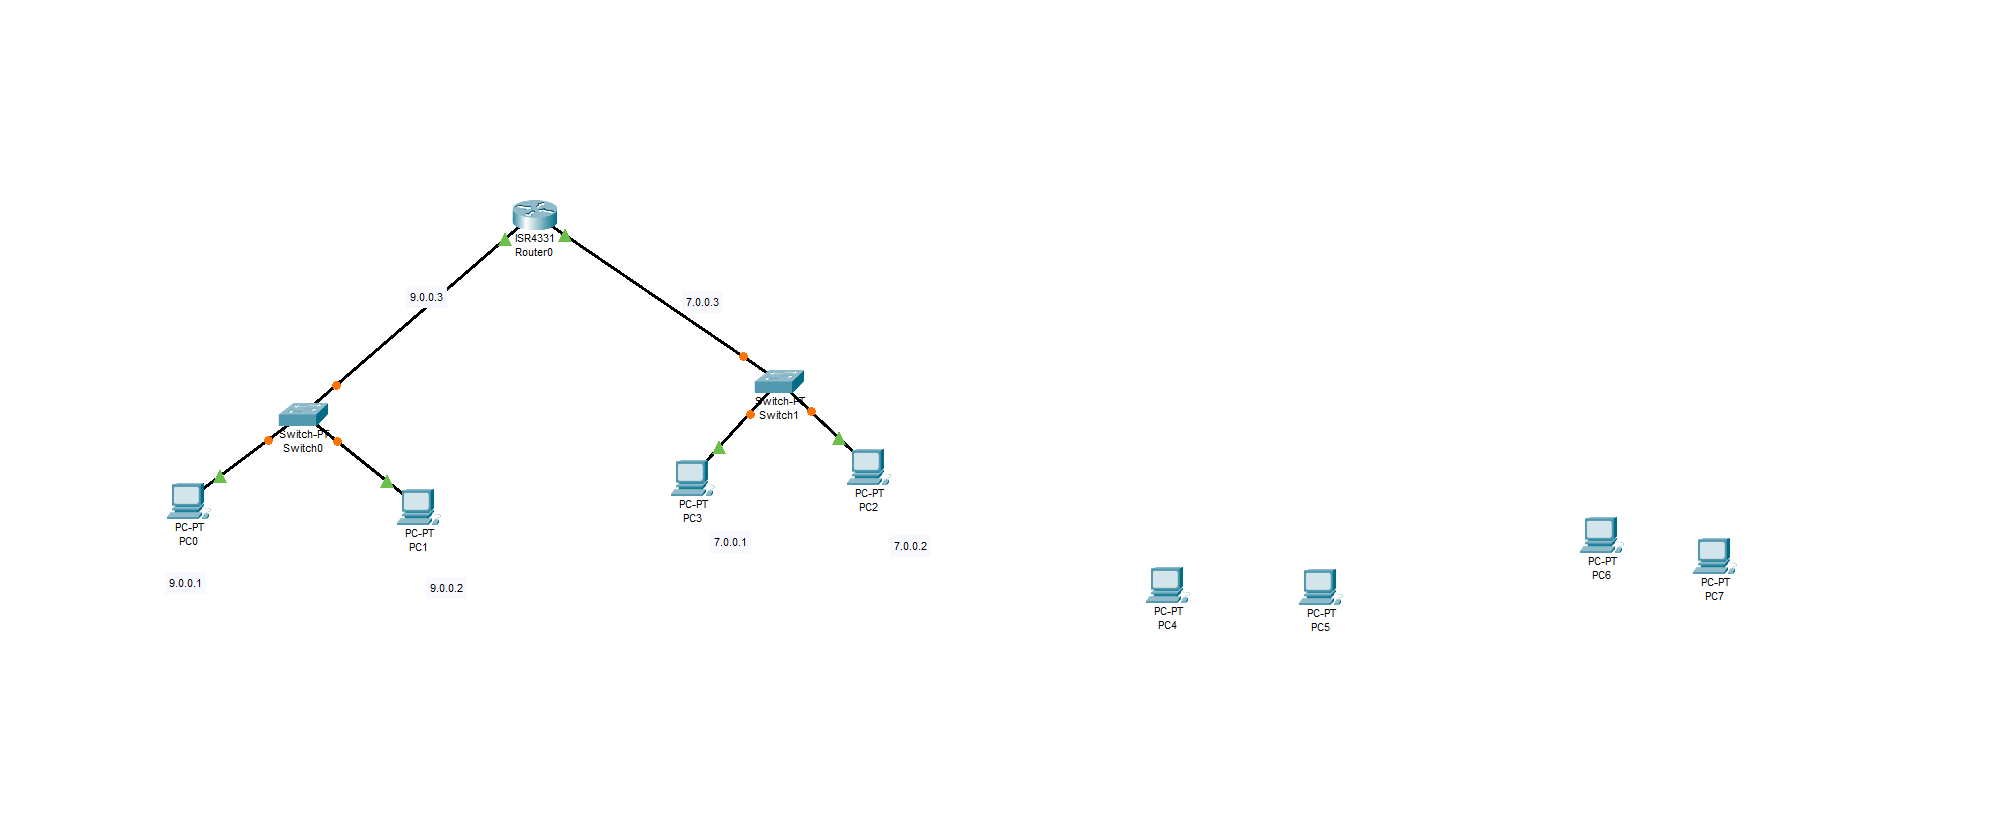 ISR4331
Router0
9.0.0.3
7.0.0.3
Switch-PT
Switch0
Switch-PT
Switch1
PC-PT
PC0
9.0.0.1
PC-PT
PC1
9.0.0.2
PC-PT
PC3
7.0.0.1
PC-PT
PC2
7.0.0.2
PC-PT
PC4
PC-PT
PC5
PC-PT
PC6
PC-PT
PC7